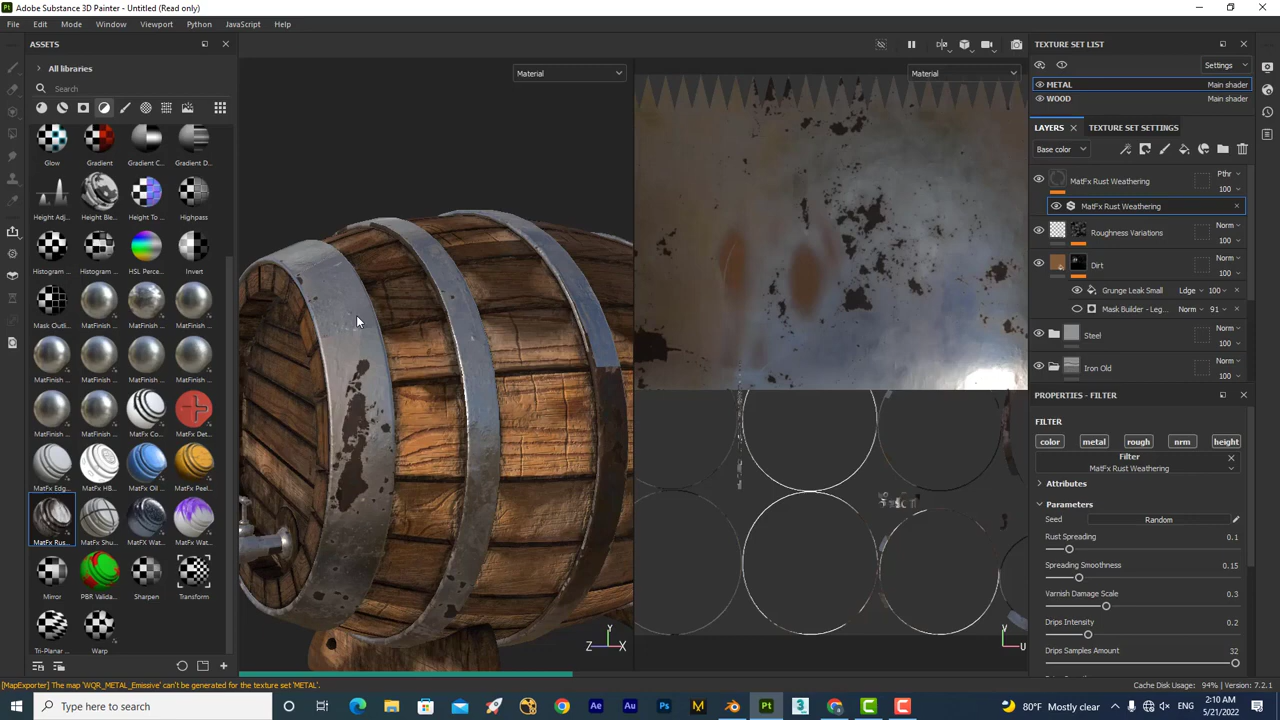 Adobe Substance 3D Painter - Matfinted (Read only)
File Edit Mode Window Viewport Python JavaScript Help
ASSETS
All libraries
Search
Glow Gradient Gradient C... Gradient D...
Height Adj... Height Ble... Height To ... Highpass
Histogram ... Histogram ... HSL Perce... Invert
Mask Outli... MatFinish ... MatFinish ... MatFinish ...
MatFinish ... MatFinish ... MatFinish ... MatFinish ...
MatFinish ... MatFinish ... MatFx Co... MatFx Det...
MatFx Edg... MatFx HB... MatFx Oil ... MatFx Peel...
MatFx Rus... MatFx Shu... MatFx Wat... MatFx Wat...
Mirror PBR Valida... Sharpen Transform
Tri-Planar ... Warp
Material
Y
Z X
Material
V
U
TEXTURE SET LIST
Settings
METAL Main shader
WOOD Main shader
LAYERS TEXTURE SET SETTINGS
Base color
MatFx Rust Weathering Pthr
100
MatFx Rust Weathering
Roughness Variations Norm
100
Dirt Norm
100
Grunge Leak Small Ldge 100
Mask Builder - Leg... Norm 91
Steel Norm
100
Iron Old Norm
100
PROPERTIES - FILTER
FILTER
color metal rough nrm height
Filter
MatFx Rust Weathering
Attributes
Parameters
Seed Random
Rust Spreading 0.1
Spreading Smoothness 0.15
Varnish Damage Scale 0.3
Drips Intensity 0.2
Drips Samples Amount 32
[MapExporter] The map 'WQR_METAL_Emissive' can't be generated for the texture set 'METAL'.
Cache Disk Usage: 94% | Version: 7.2.1
Type here to search
80°F Mostly clear
ENG
2:10 AM
5/21/2022